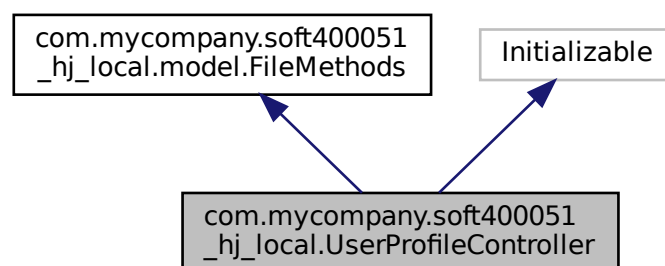 com.mycompany.soft400051
_hj_local.model.FileMethods
Initializable
com.mycompany.soft400051
_hj_local.UserProfileController